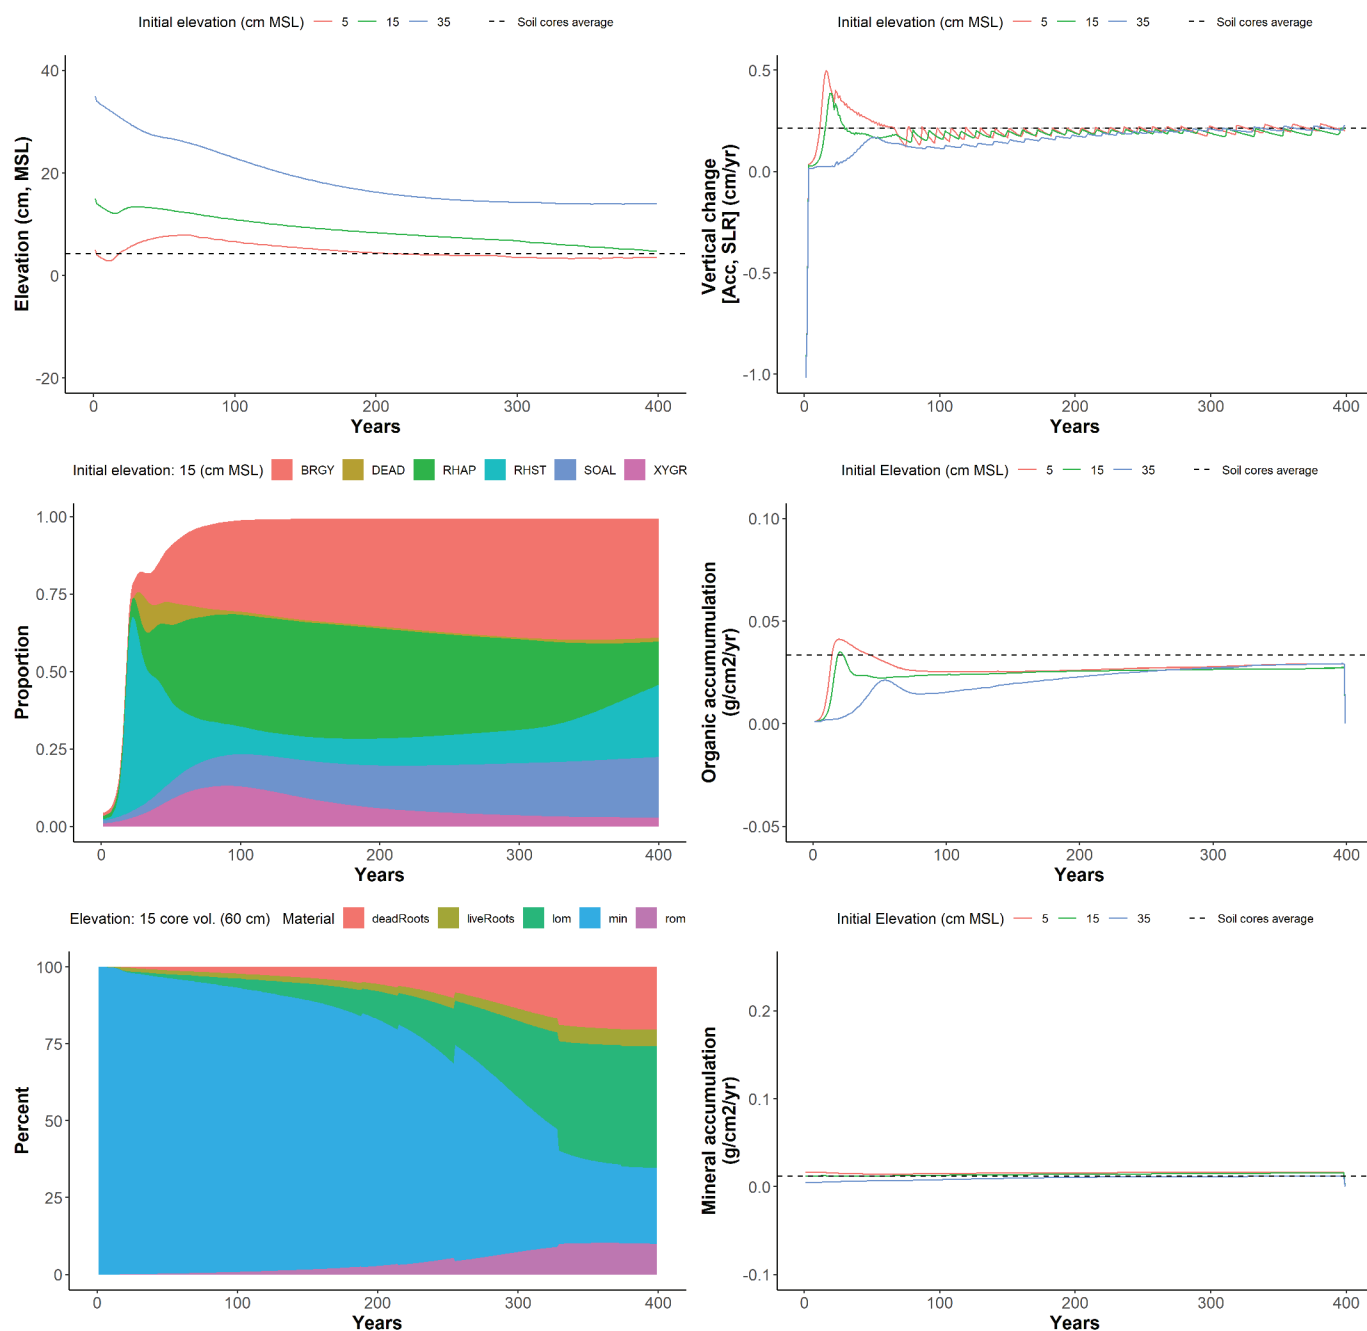 Initial elevation (cm MSL) 5 15 35 Soil cores average
40
20
0
-20
Elevation (cm, MSL)
0 100 200 300 400
Years
Initial elevation (cm MSL) 5 15 35 Soil cores average
0.5
0.0
-0.5
-1.0
Vertical change
[Acc, SLR] (cm/yr)
0 100 200 300 400
Years
Initial elevation: 15 (cm MSL) BRGY DEAD RHAP RHST SOAL XYGR
1.00
0.75
0.50
0.25
0.00
Proportion
0 100 200 300 400
Years
Initial Elevation (cm MSL) 5 15 35 Soil cores average
0.10
0.05
0.00
-0.05
Organic accumumulation
(g/cm2/yr)
0 100 200 300 400
Years
Elevation: 15 core vol. (60 cm) Material deadRoots liveRoots lom min rom
100
75
50
25
0
Percent
0 100 200 300 400
Years
Initial Elevation (cm MSL) 5 15 35 Soil cores average
0.2
0.1
0.0
-0.1
Mineral accumulation
(g/cm2/yr)
0 100 200 300 400
Years